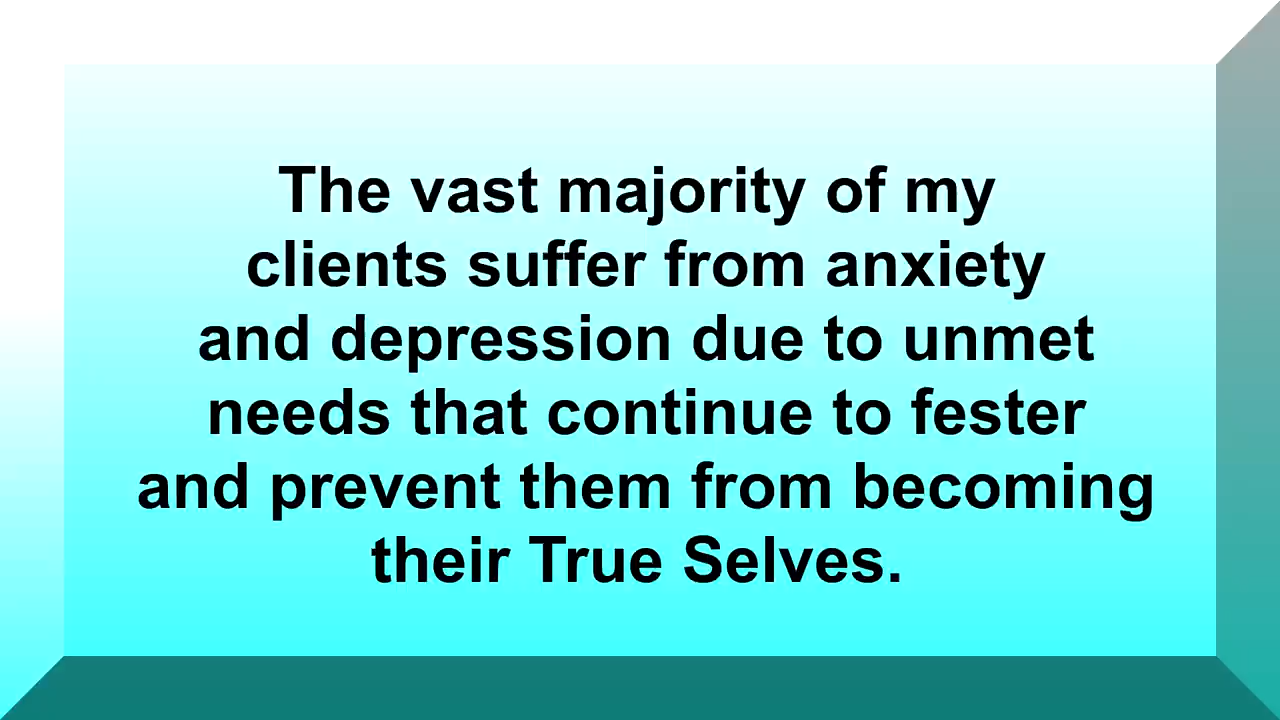 The vast majority of my
clients suffer from anxiety
and depression due to unmet
needs that continue to fester
and prevent them from becoming
their True Selves.